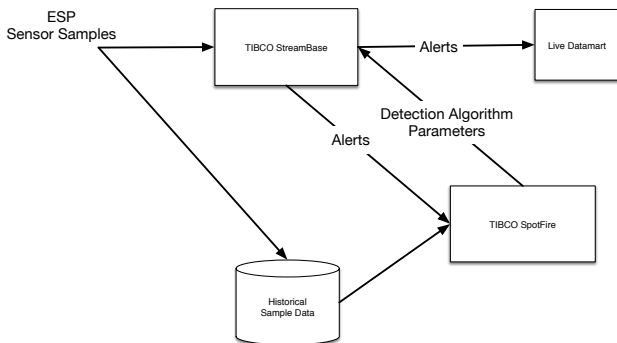 ESP
Sensor Samples
TIBCO StreamBase
Alerts
Live Datamart
Detection Algorithm
Parameters
Alerts
TIBCO SpotFire
Historical
Sample Data